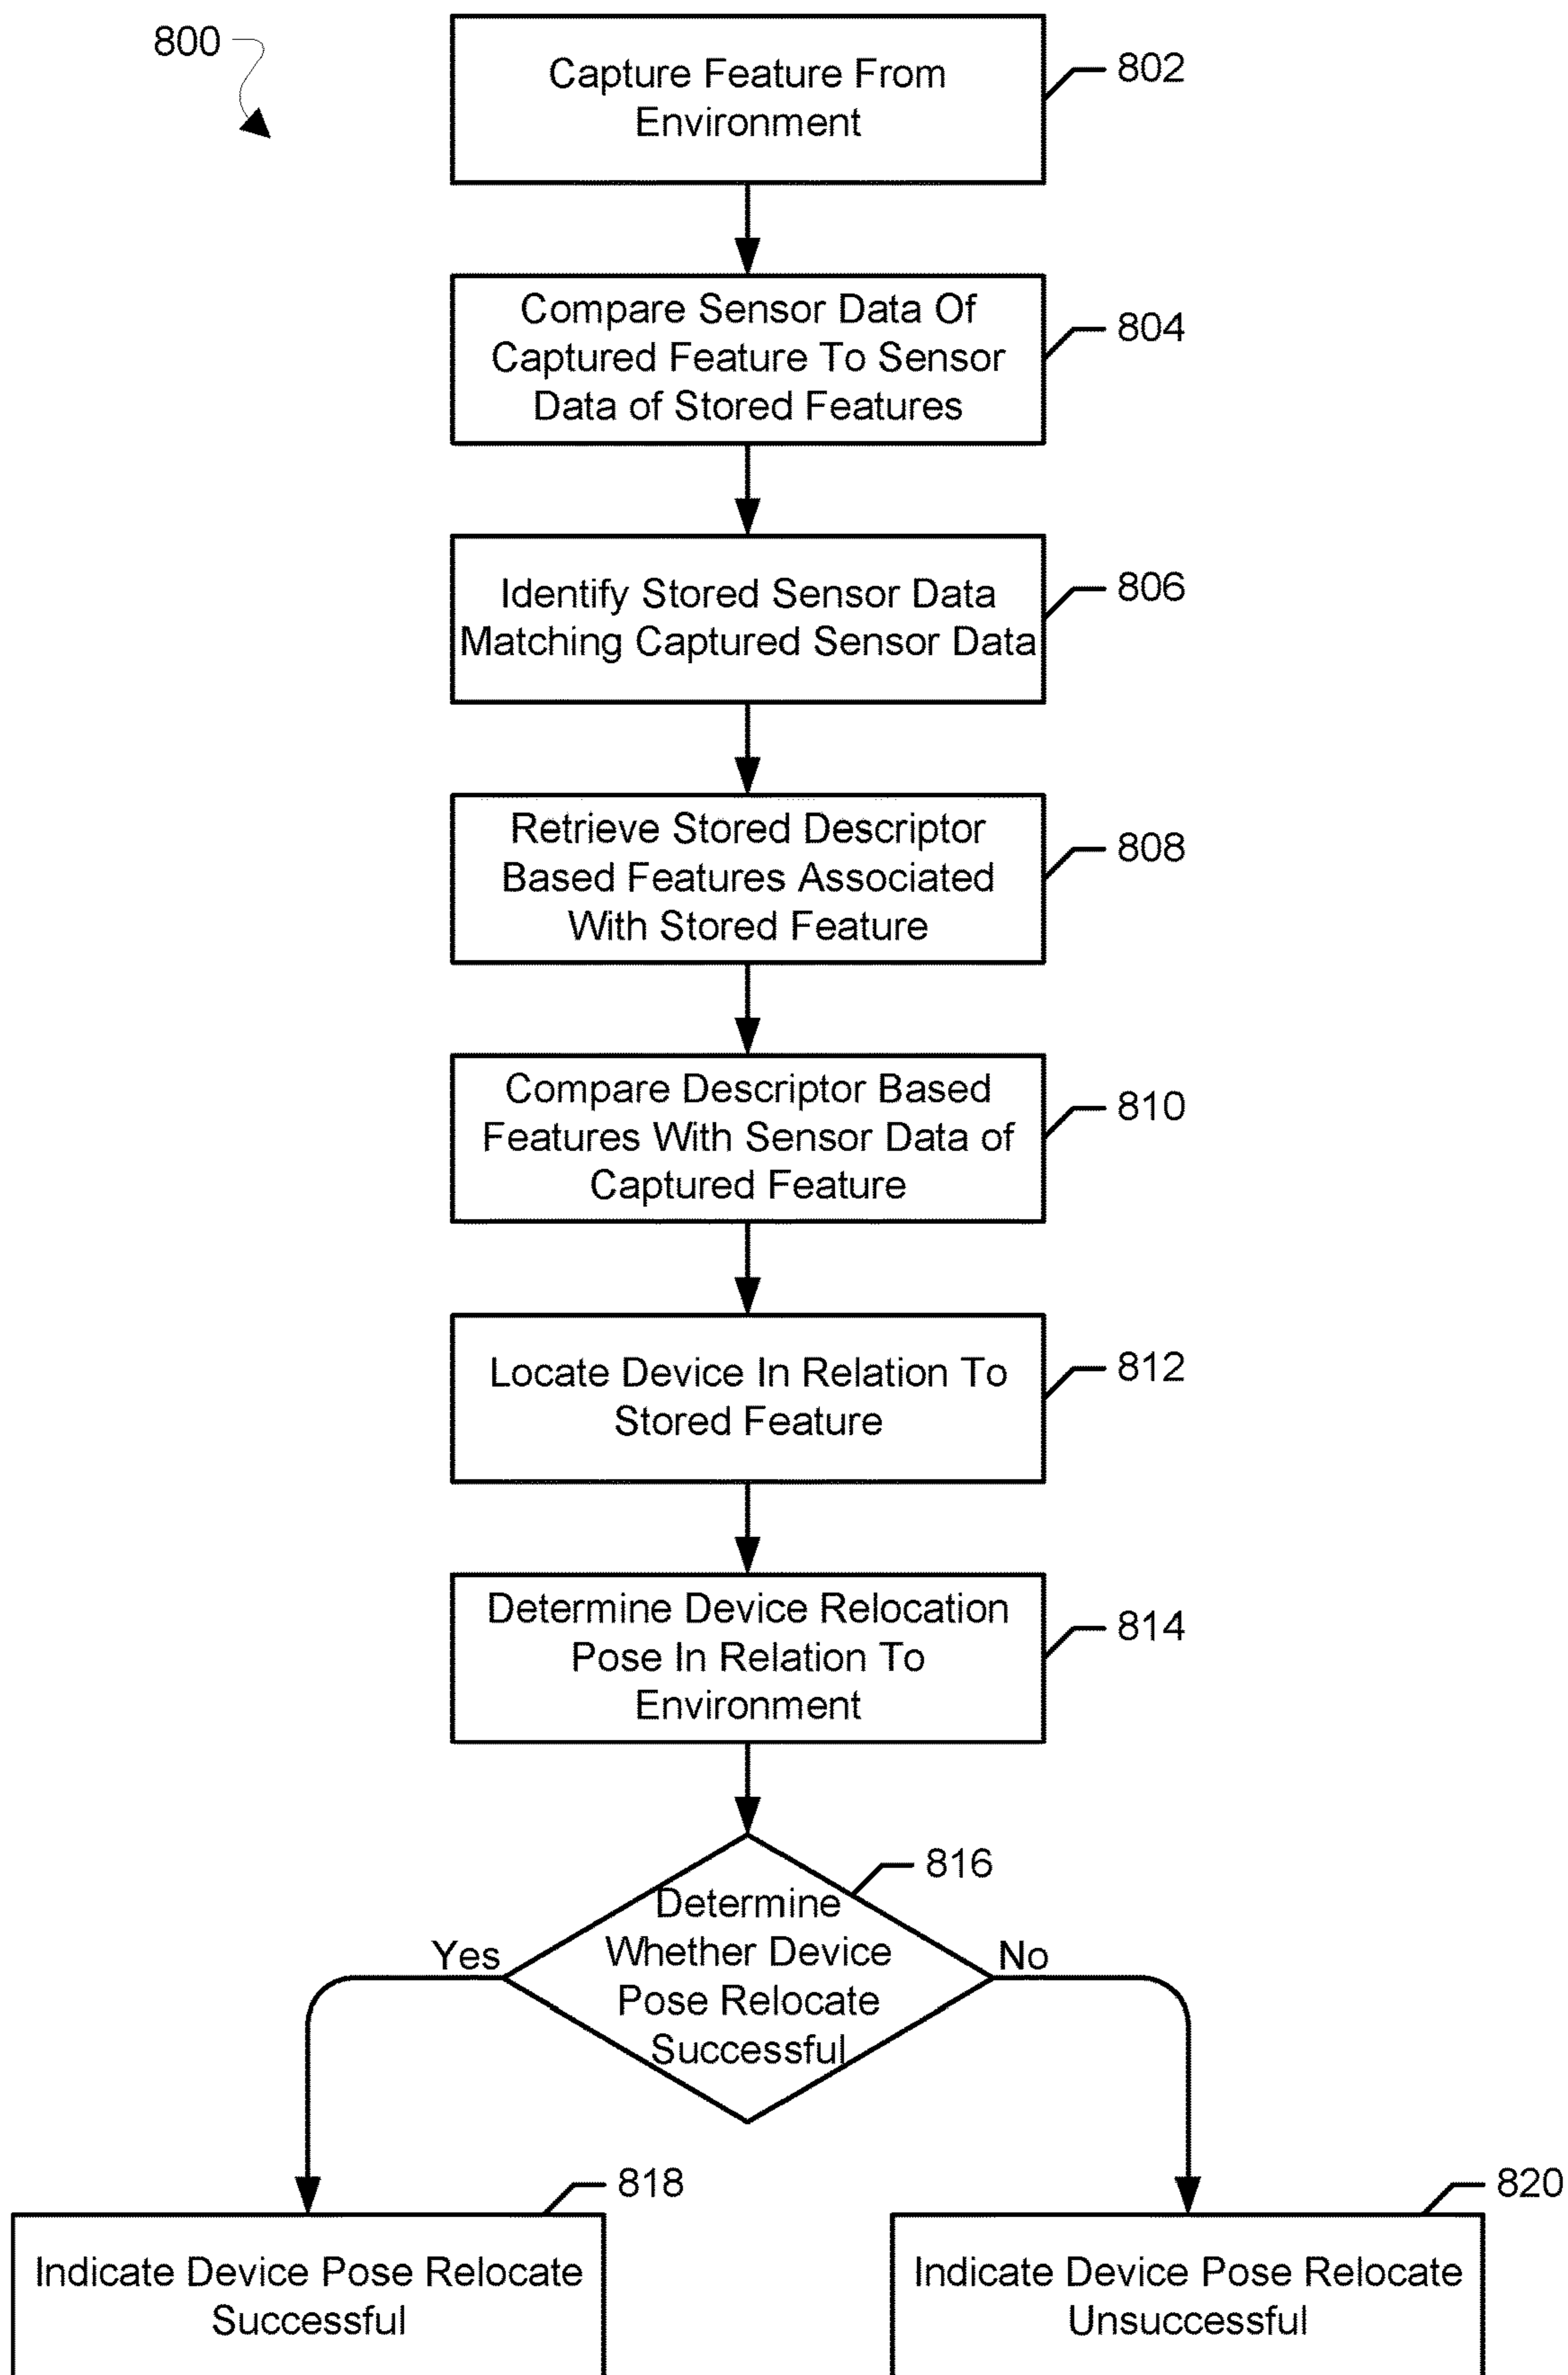 800
Capture Feature From
Environment
802
Compare Sensor Data Of
Captured Feature To Sensor
Data of Stored Features
804
Identify Stored Sensor Data
Matching Captured Sensor Data
806
Retrieve Stored Descriptor
Based Features Associated
With Stored Feature
808
Compare Descriptor Based
Features With Sensor Data of
Captured Feature
810
Locate Device In Relation To
Stored Feature
812
Determine Device Relocation
Pose In Relation To
Environment
814
816
Determine
Whether Device
Pose Relocate
Successful
Yes
No
818
Indicate Device Pose Relocate
Successful
820
Indicate Device Pose Relocate
Unsuccessful